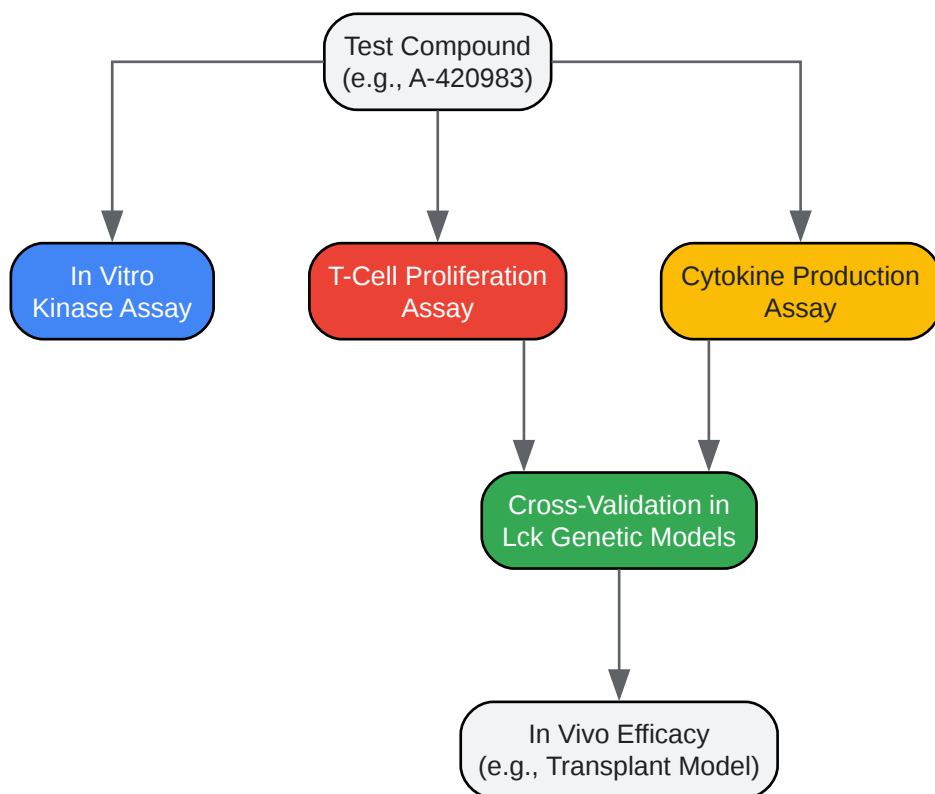 Test Compound
(e.g., A-420983)
In Vitro
Kinase Assay
T-Cell Proliferation
Assay
Cytokine Production
Assay
Cross-Validation in
Lck Genetic Models
In Vivo Efficacy
(e.g., Transplant Model)